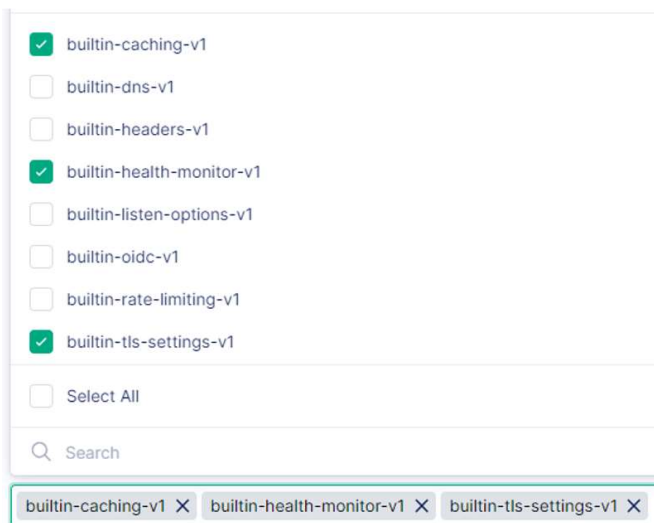 builtin-caching-v1
builtin-dns-v1
builtin-headers-v1
builtin-health-monitor-v1
builtin-listen-options-v1
builtin-oidc-v1
builtin-rate-limiting-v1
builtin-tls-settings-v1
Select All
Search
builtin-caching-v1 X builtin-health-monitor-v1 X builtin-tls-settings-v1 X